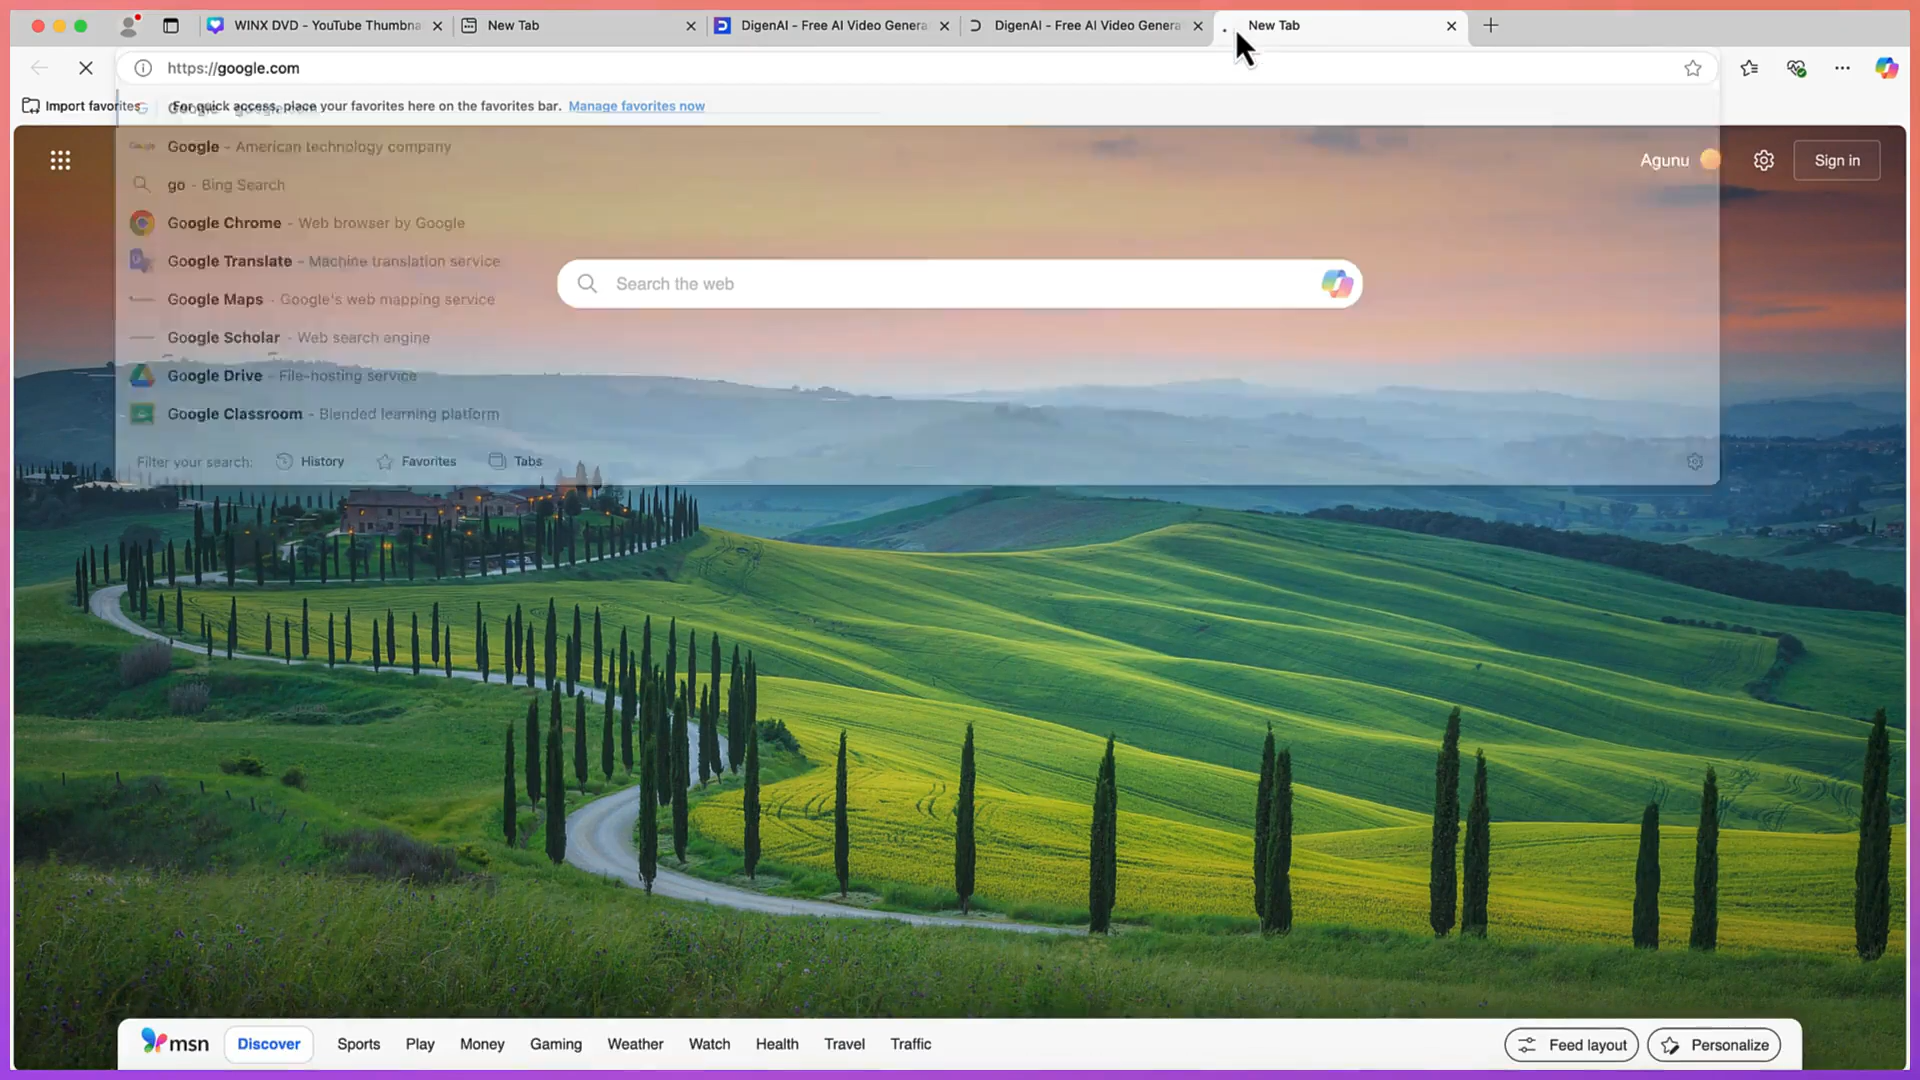 WINX DVD - YouTube Thumbna
New Tab
DigenAI - Free AI Video Genera
DigenAI - Free AI Video Genera
New Tab
https://google.com
Import favorites
For quick access, place your favorites here on the favorites bar. Manage favorites now
Google - American technology company
go - Bing Search
Google Chrome - Web browser by Google
Google Translate - Machine translation service
Google Maps - Google's web mapping service
Google Scholar - Web search engine
Google Drive - File-hosting service
Google Classroom - Blended learning platform
Filter your search: History Favorites Tabs
Agunu
Sign in
Search the web
msn Discover Sports Play Money Gaming Weather Watch Health Travel Traffic Feed layout Personalize